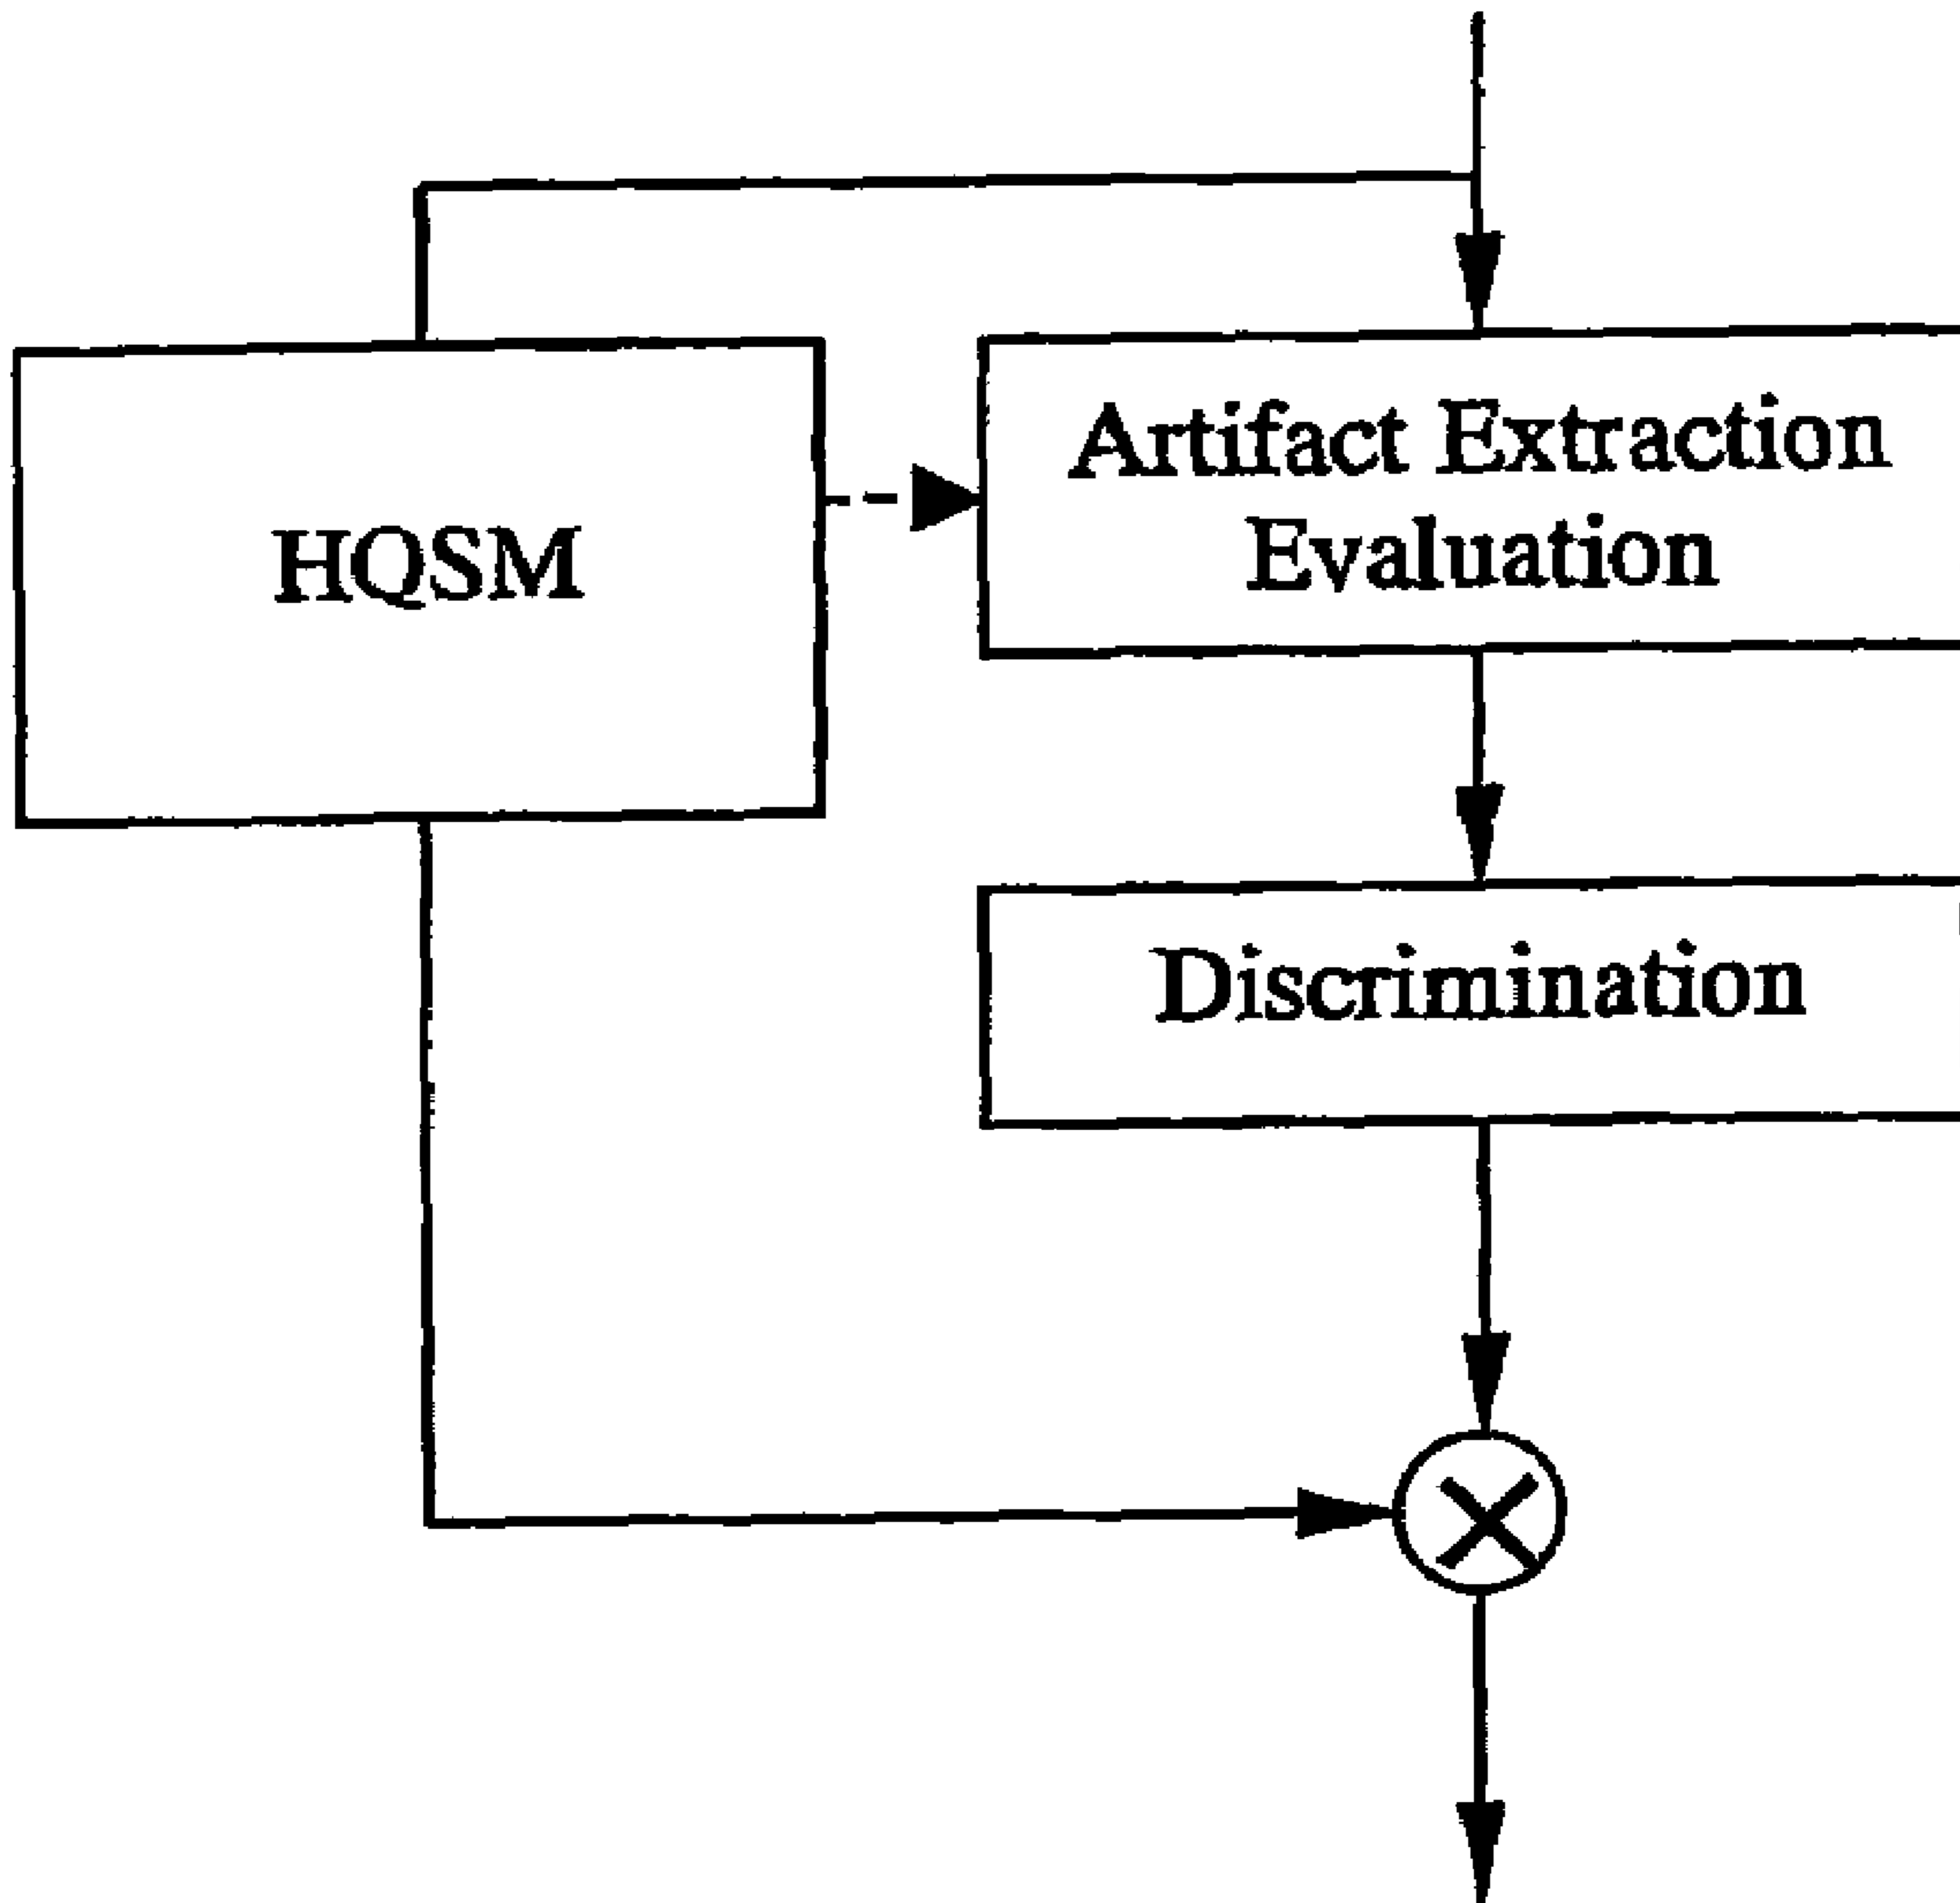 Artifact Extraction
Evaluation
HQSM
Discrimination